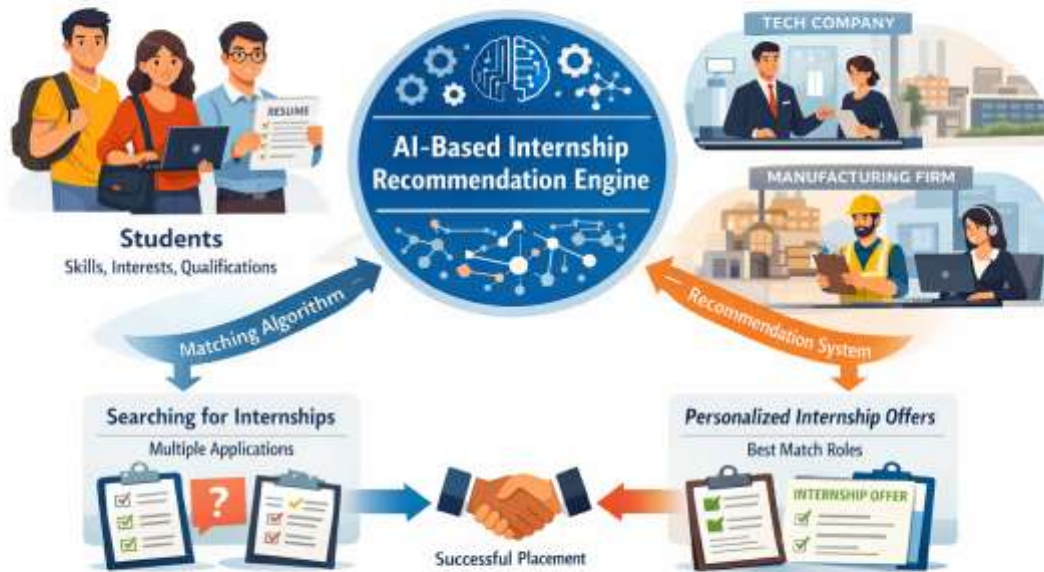 RESUME
Students
Skills, Interests, Qualifications
AI-Based Internship
Recommendation Engine
TECH COMPANY
MANUFACTURING FIRM
Matching Algorithm
Recommendation System
Searching for Internships
Multiple Applications
?
Successful Placement
Personalized Internship Offers
Best Match Roles
INTERNSHIP OFFER